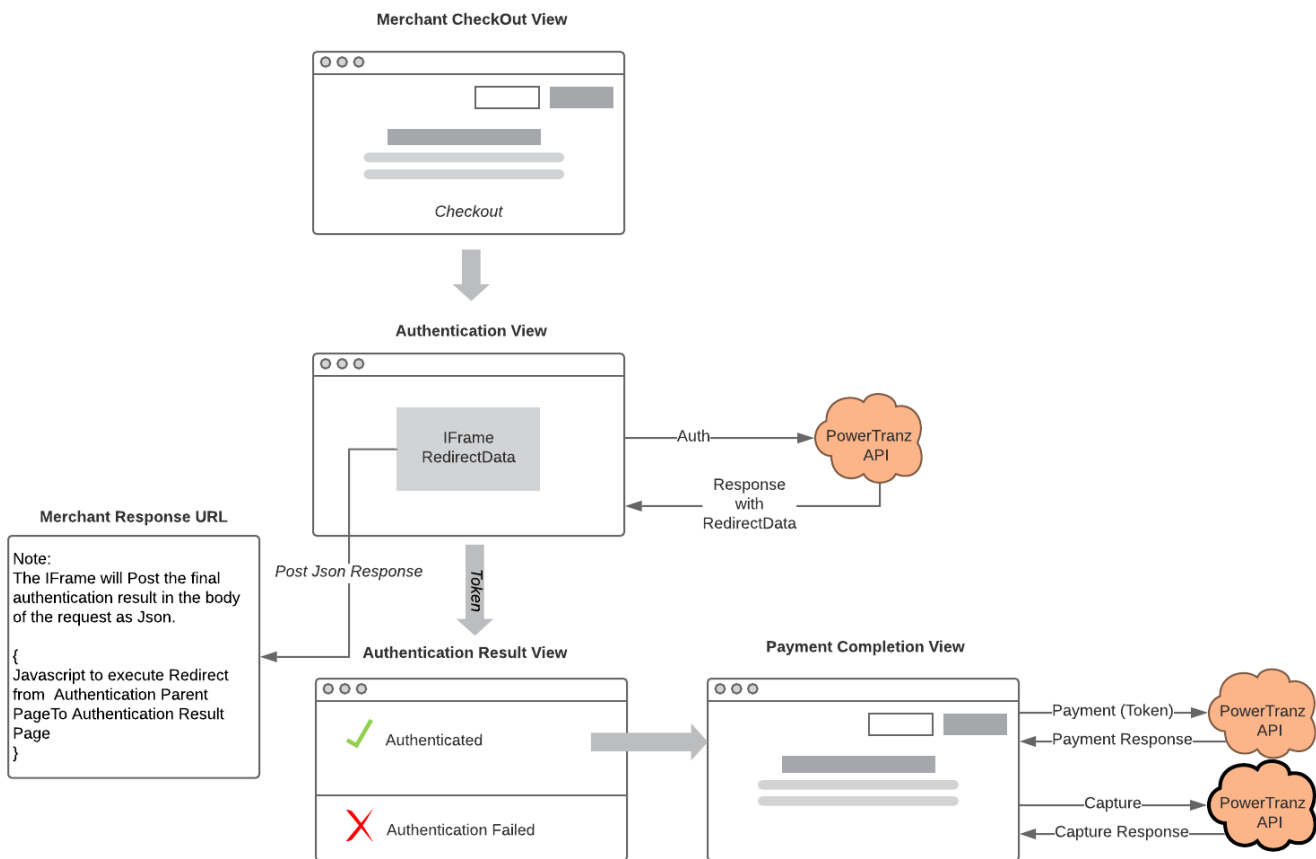 Merchant CheckOut View
Checkout
Authentication View
IFrame
RedirectData
Auth
PowerTranz
API
Response
with
RedirectData
Merchant Response URL
Note:
The IFrame will Post the final
authentication result in the body
of the request as Json.
{
Javascript to execute Redirect
from  Authentication Parent
PageTo Authentication Result
Page
}
Post Json Response
Token
Authentication Result View
Authenticated
Authentication Failed
Payment Completion View
Payment (Token)
Payment Response
PowerTranz
API
Capture
Capture Response
PowerTranz
API